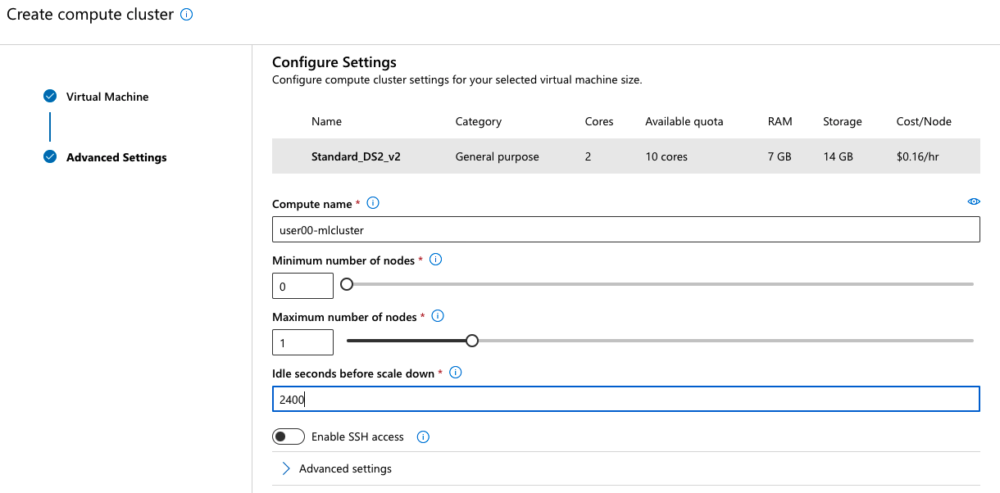 Create compute cluster
Virtual Machine
Advanced Settings
Configure Settings
Configure compute cluster settings for your selected virtual machine size.
Name Category Cores Available quota RAM Storage Cost/Node
Standard_DS2_v2 General purpose 2 10 cores 7 GB 14 GB $0.16/hr
Compute name *
user00-mlcluster
Minimum number of nodes *
0
Maximum number of nodes *
1
Idle seconds before scale down *
2400
Enable SSH access
Advanced settings